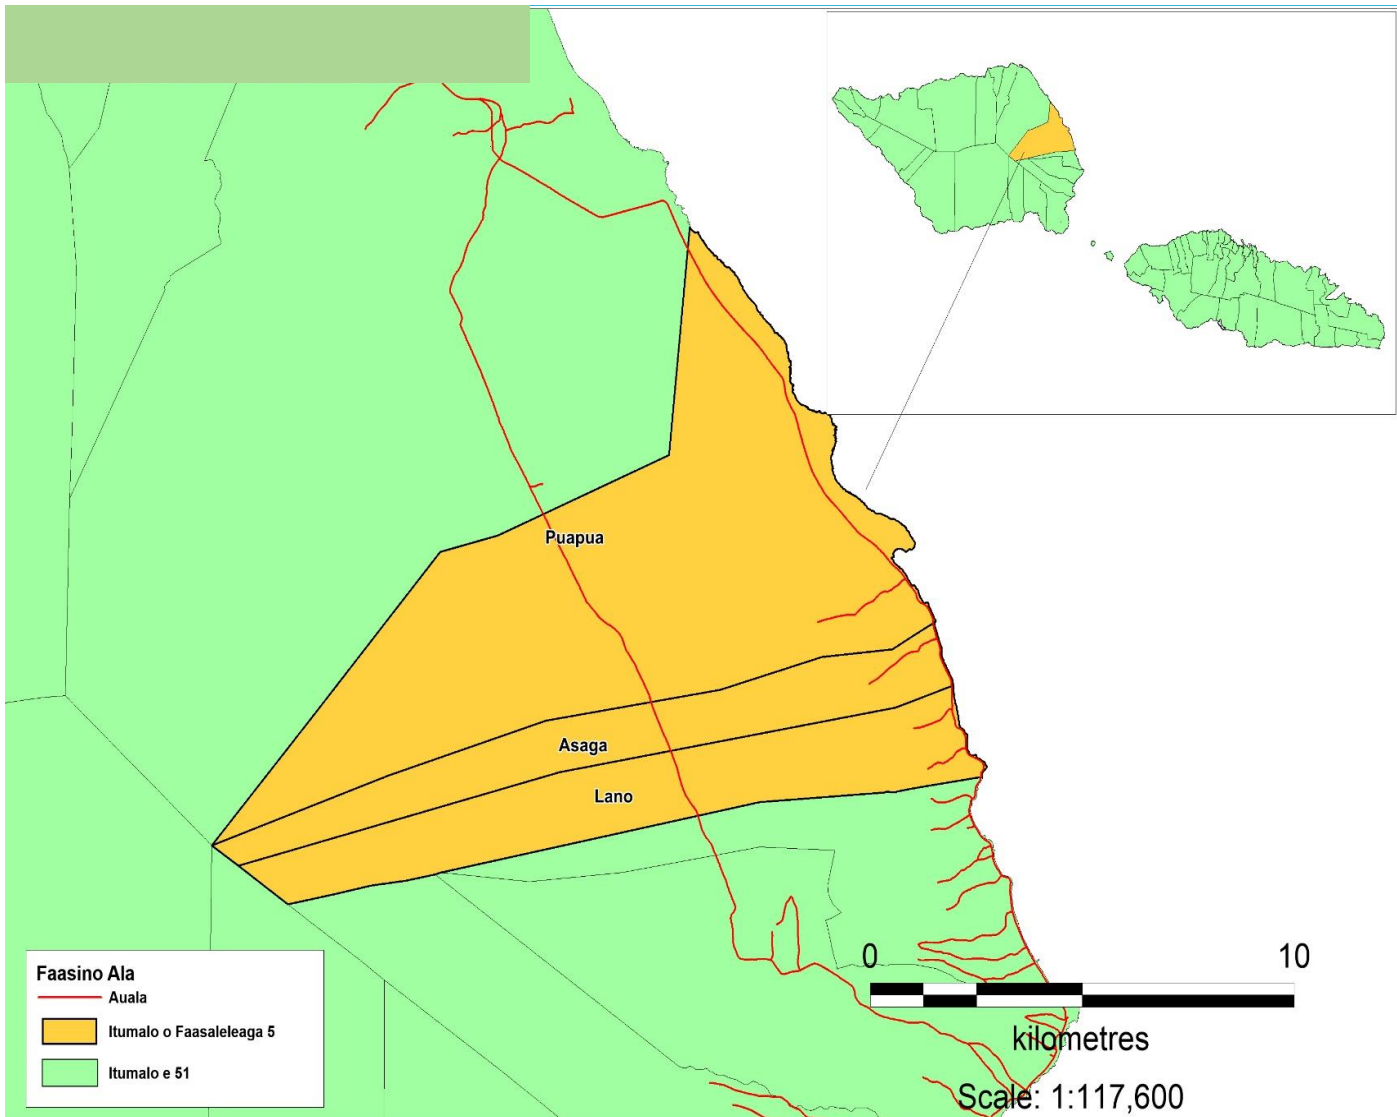 Puapua
Asaga
Lano
Faasino Ala
Auala
Itumalo o Faasaleleaga 5
Itumalo e 51
0 10
kilometres
Scale: 1:117,600